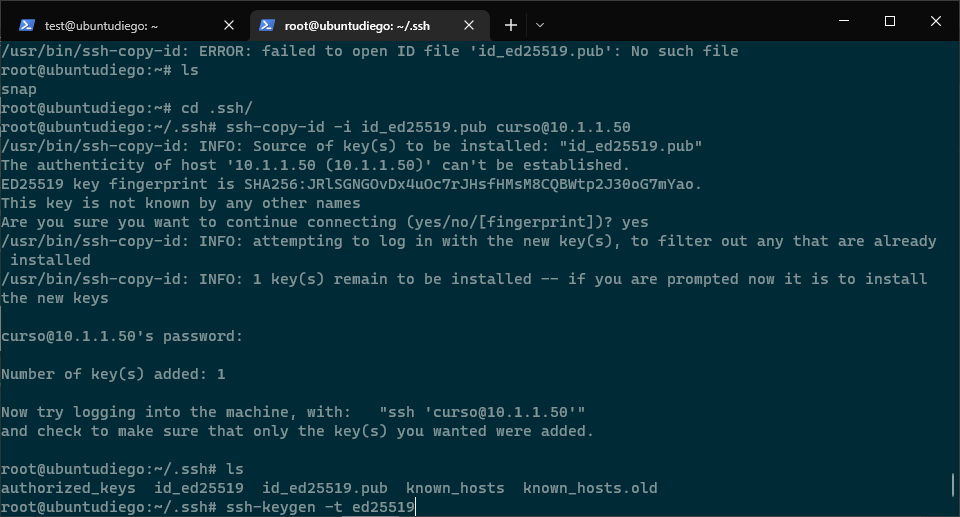 test@ubuntudiego: ~
root@ubuntudiego: ~/.ssh
/usr/bin/ssh-copy-id: ERROR: failed to open ID file 'id_ed25519.pub': No such file
root@ubuntudiego:~# ls
snap
root@ubuntudiego:~# cd .ssh/
root@ubuntudiego:~/.ssh# ssh-copy-id -i id_ed25519.pub curso@10.1.1.50
/usr/bin/ssh-copy-id: INFO: Source of key(s) to be installed: "id_ed25519.pub"
The authenticity of host '10.1.1.50 (10.1.1.50)' can't be established.
ED25519 key fingerprint is SHA256:JRlSGNGOvDx4uOc7rJHsfHMsM8CQBWtp2J30oG7mYao.
This key is not known by any other names
Are you sure you want to continue connecting (yes/no/[fingerprint])? yes
/usr/bin/ssh-copy-id: INFO: attempting to log in with the new key(s), to filter out any that are already
 installed
/usr/bin/ssh-copy-id: INFO: 1 key(s) remain to be installed -- if you are prompted now it is to install
the new keys
curso@10.1.1.50's password:
Number of key(s) added: 1
Now try logging into the machine, with:   "ssh 'curso@10.1.1.50'"
and check to make sure that only the key(s) you wanted were added.
root@ubuntudiego:~/.ssh# ls
authorized_keys  id_ed25519  id_ed25519.pub  known_hosts  known_hosts.old
root@ubuntudiego:~/.ssh# ssh-keygen -t ed25519